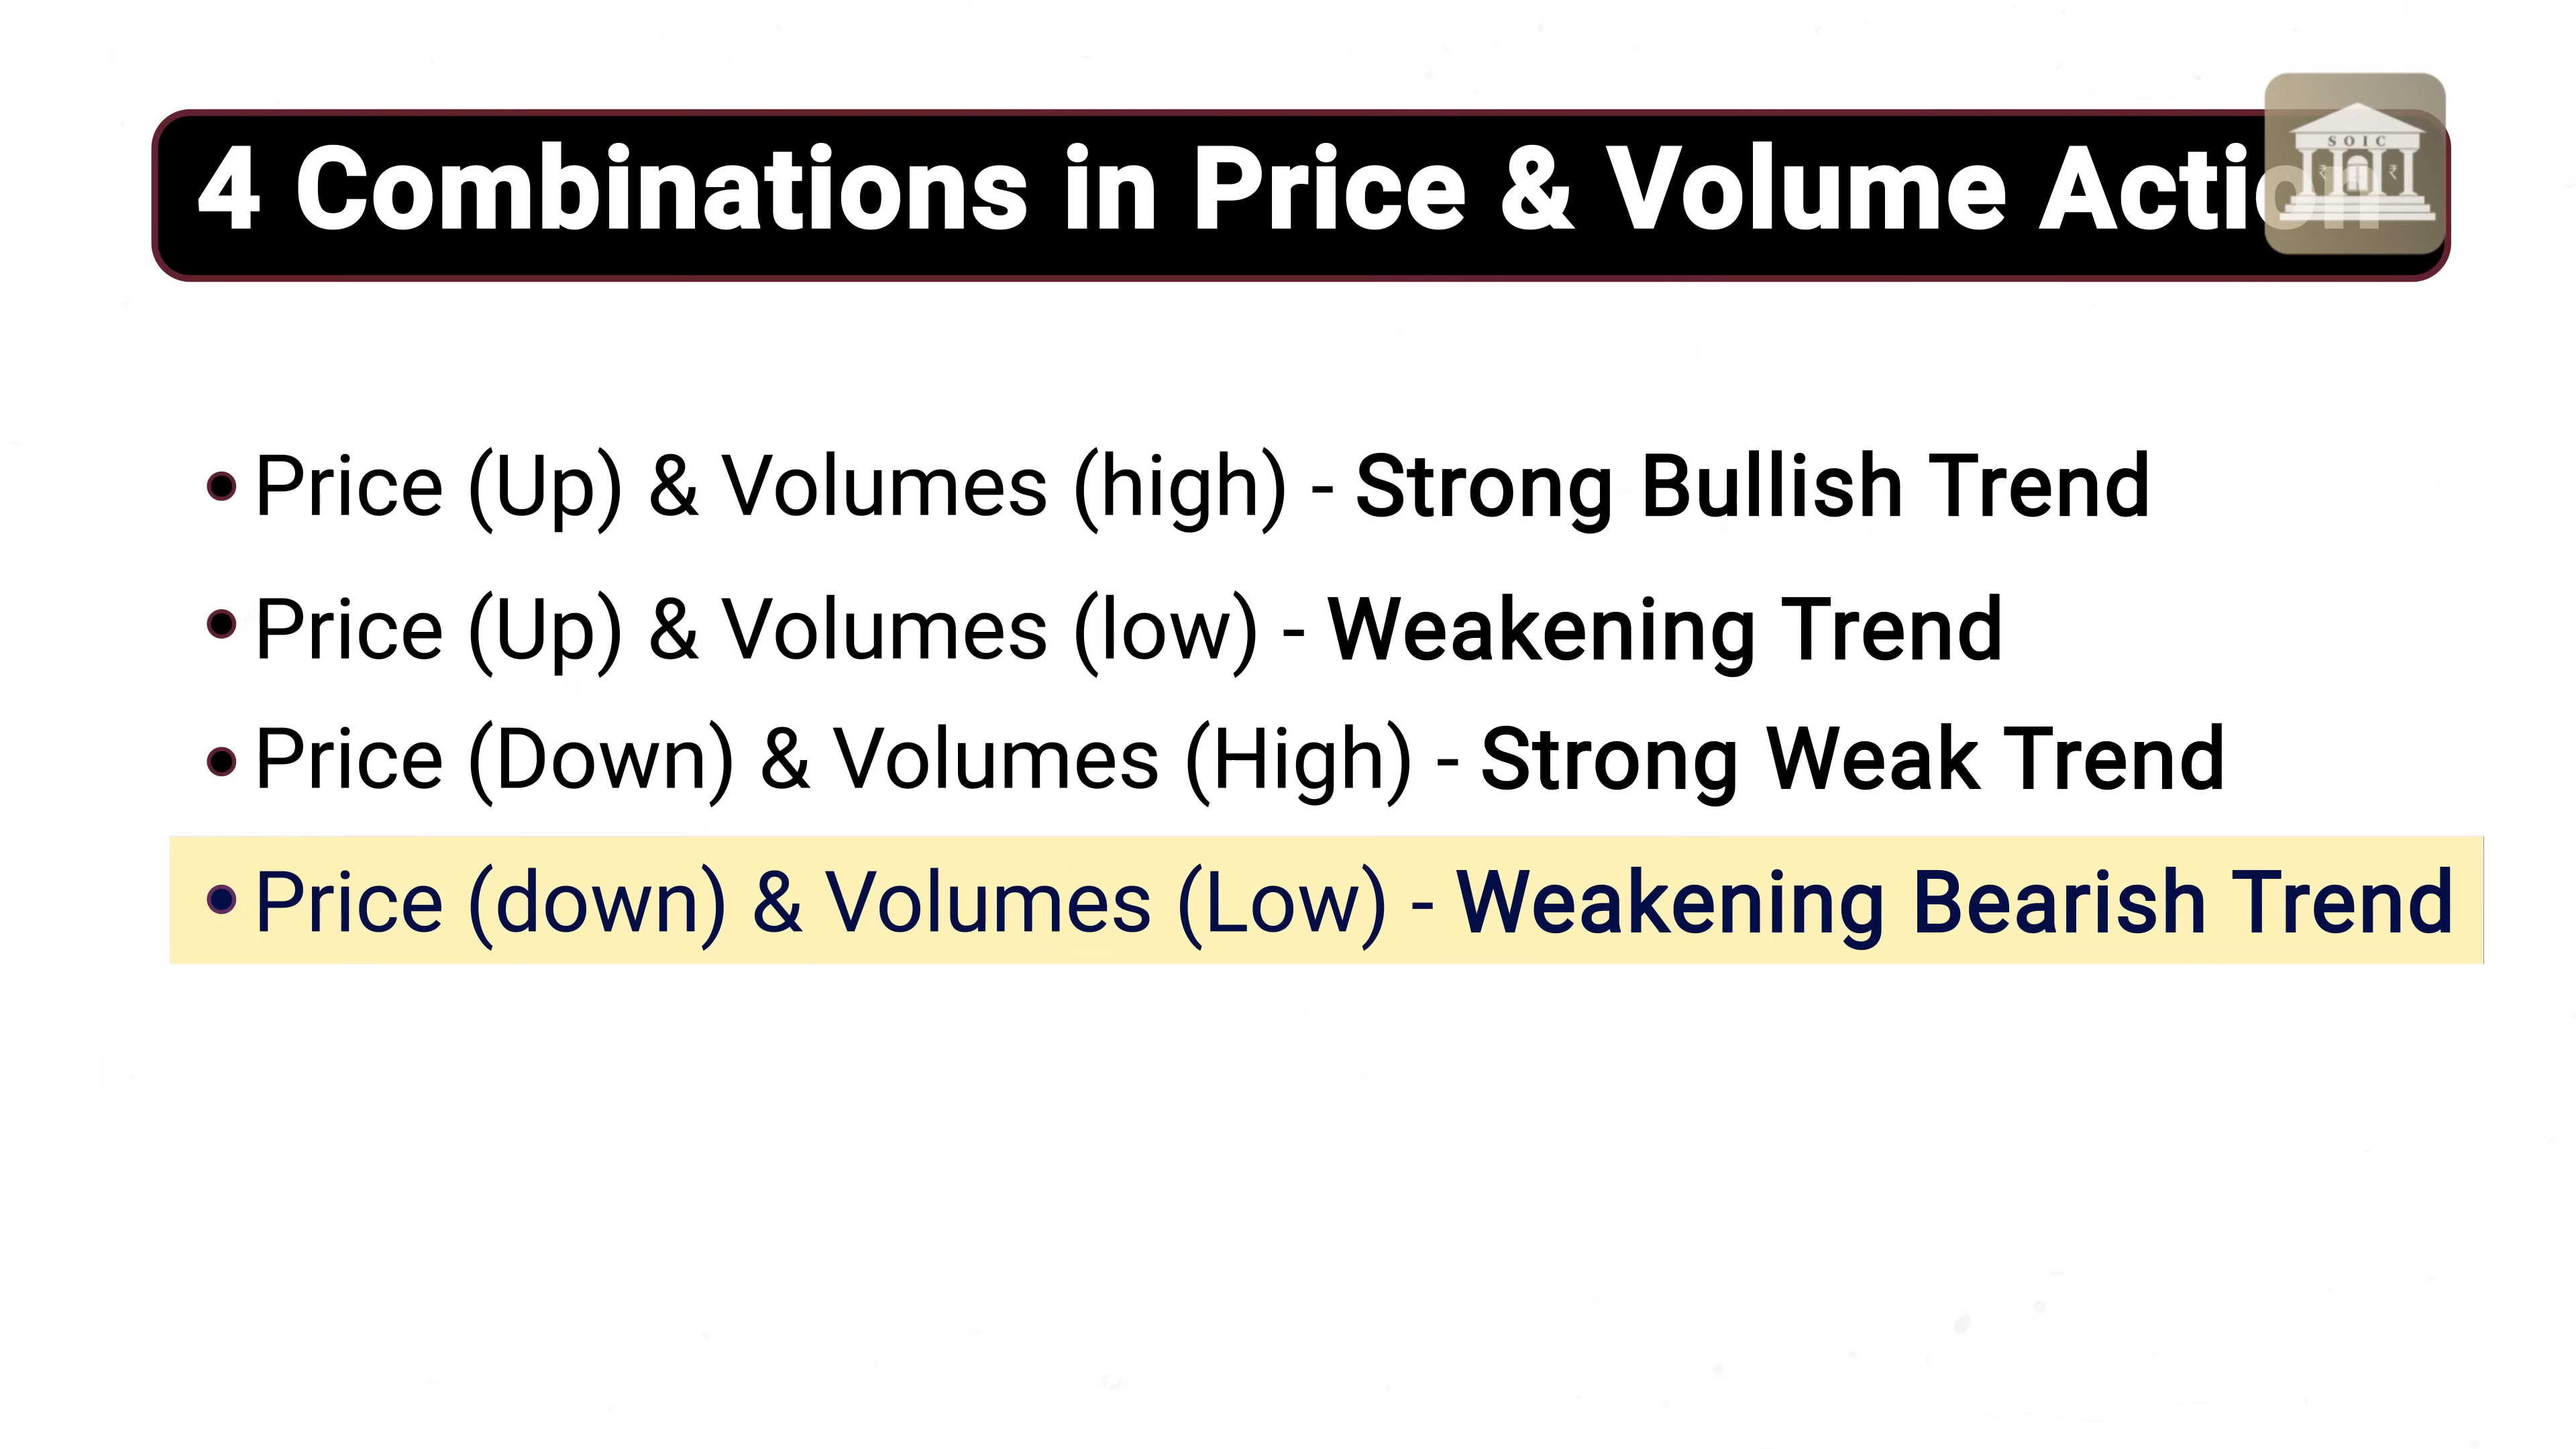 4 Combinations in Price & Volume Action
SOIC
• Price (Up) & Volumes (high) - Strong Bullish Trend
• Price (Up) & Volumes (low) - Weakening Trend
• Price (Down) & Volumes (High) - Strong Weak Trend
• Price (down) & Volumes (Low) - Weakening Bearish Trend